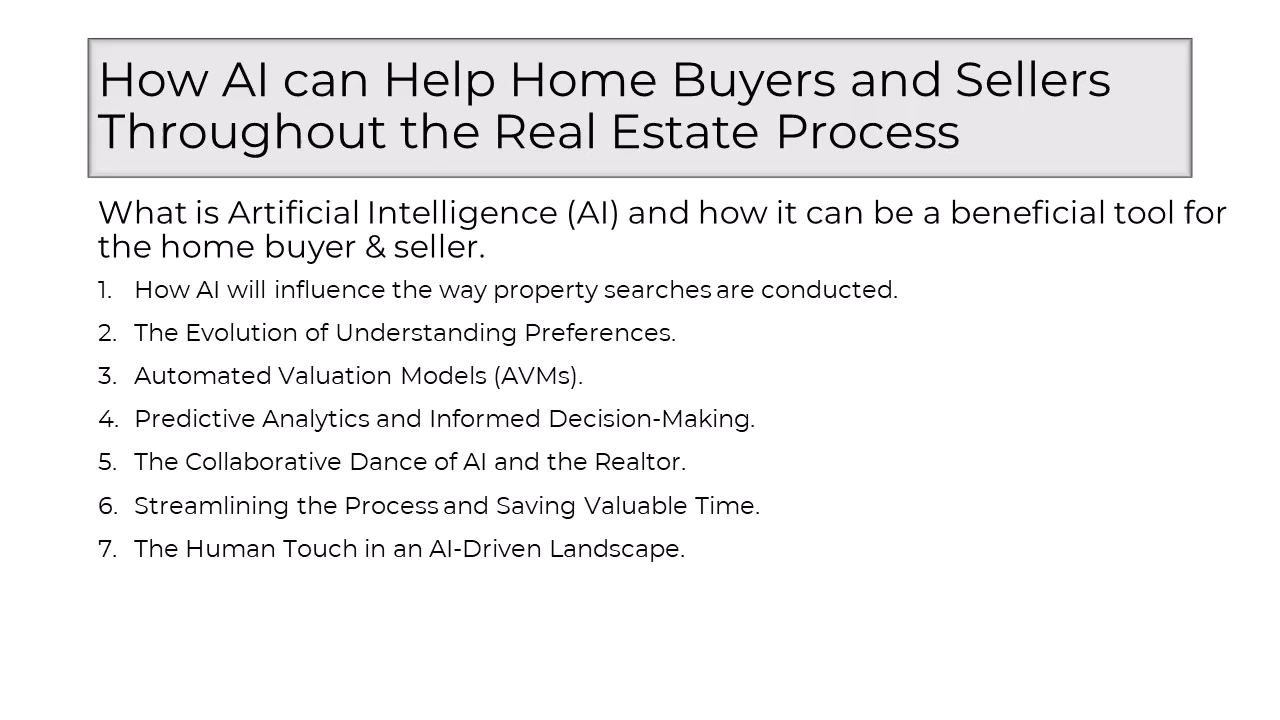 How AI can Help Home Buyers and Sellers
Throughout the Real Estate Process
What is Artificial Intelligence (AI) and how it can be a beneficial tool for
the home buyer & seller.
1. How AI will influence the way property searches are conducted.
2. The Evolution of Understanding Preferences.
3. Automated Valuation Models (AVMs).
4. Predictive Analytics and Informed Decision-Making.
5. The Collaborative Dance of AI and the Realtor.
6. Streamlining the Process and Saving Valuable Time.
7. The Human Touch in an AI-Driven Landscape.